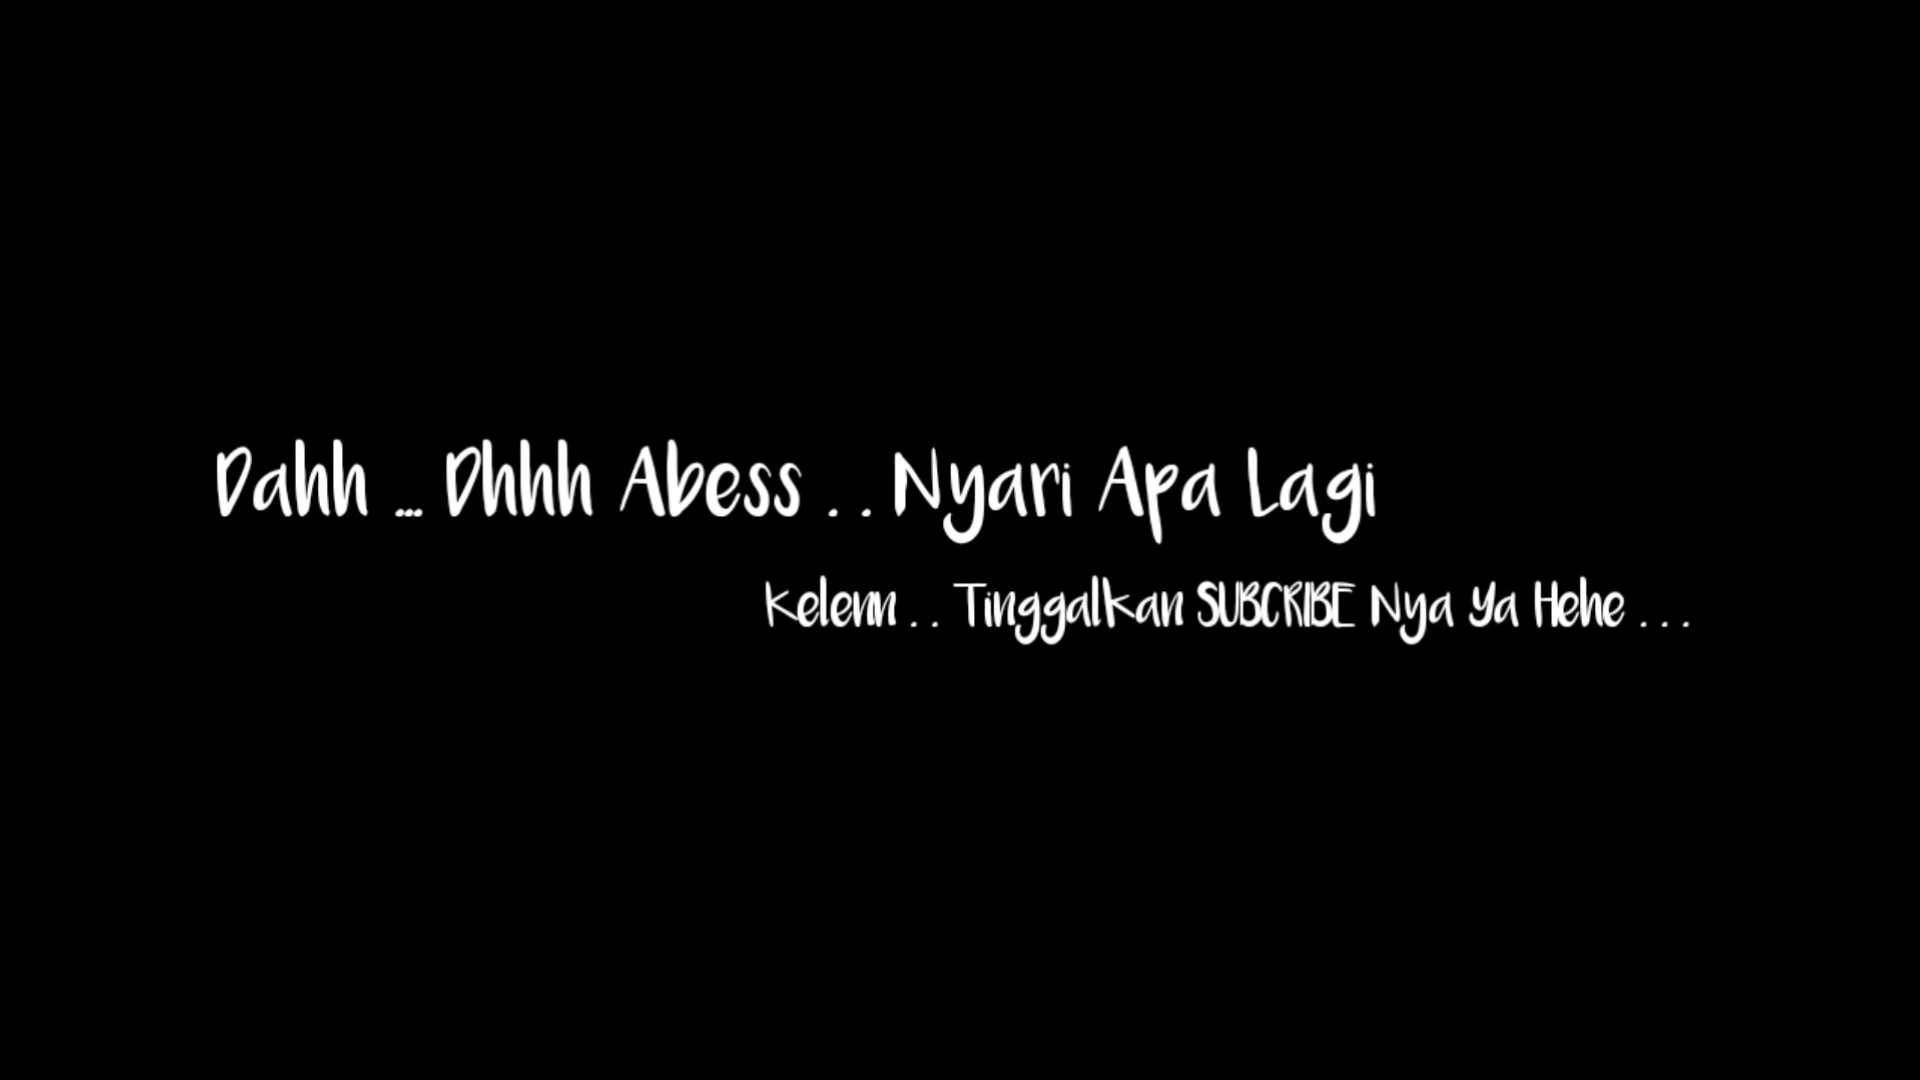 Dahh ... Dhhh Abess . . Nyari Apa Lagi
Kelenn . . Tinggalkan SUBCRIBE Nya Ya Hehe . . .